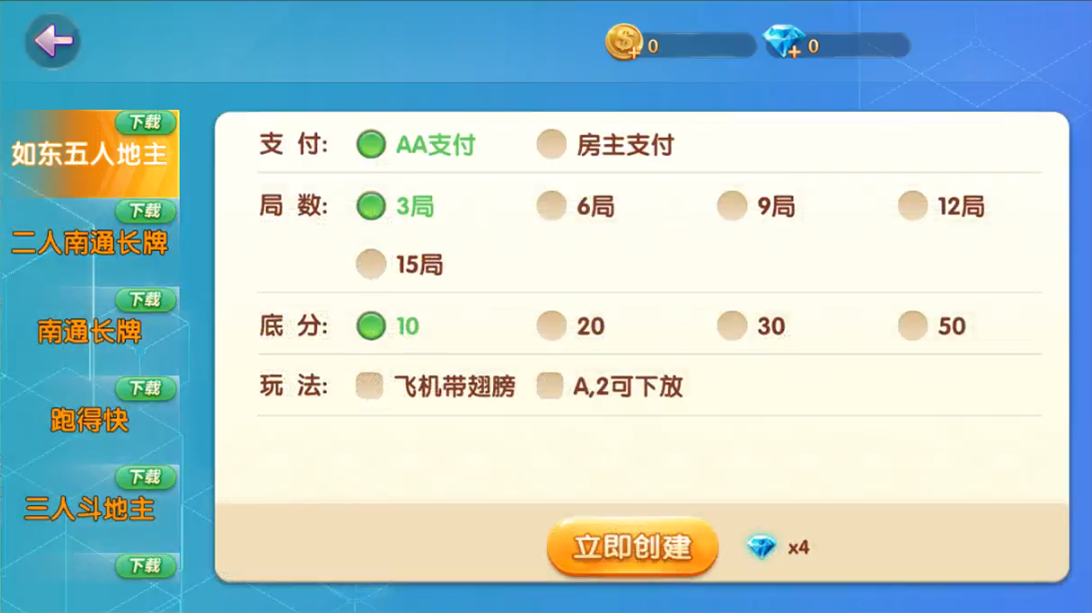 0 0
下载
如东五人地主
下载
二人南通长牌
下载
南通长牌
下载
跑得快
下载
三人斗地主
下载
支 付: AA支付 房主支付
局 数: 3局 6局 9局 12局
15局
底 分: 10 20 30 50
玩 法: 飞机带翅膀 A,2可下放
立即创建 x4